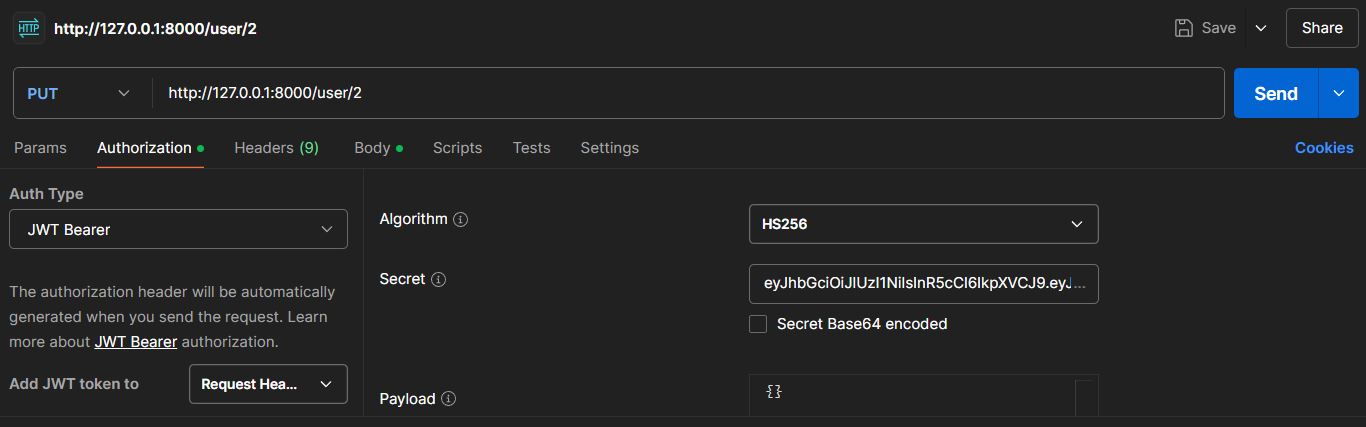 HTTP http://127.0.0.1:8000/user/2 Save Share
PUT http://127.0.0.1:8000/user/2 Send
Params Authorization Headers (9) Body Scripts Tests Settings Cookies
Auth Type
JWT Bearer
The authorization header will be automatically
generated when you send the request. Learn
more about JWT Bearer authorization.
Add JWT token to Request Hea...
Algorithm HS256
Secret eyJhbGciOiJIUzI1NiIsInR5cCI6IkpXVCJ9.eyJ...
Secret Base64 encoded
Payload {}